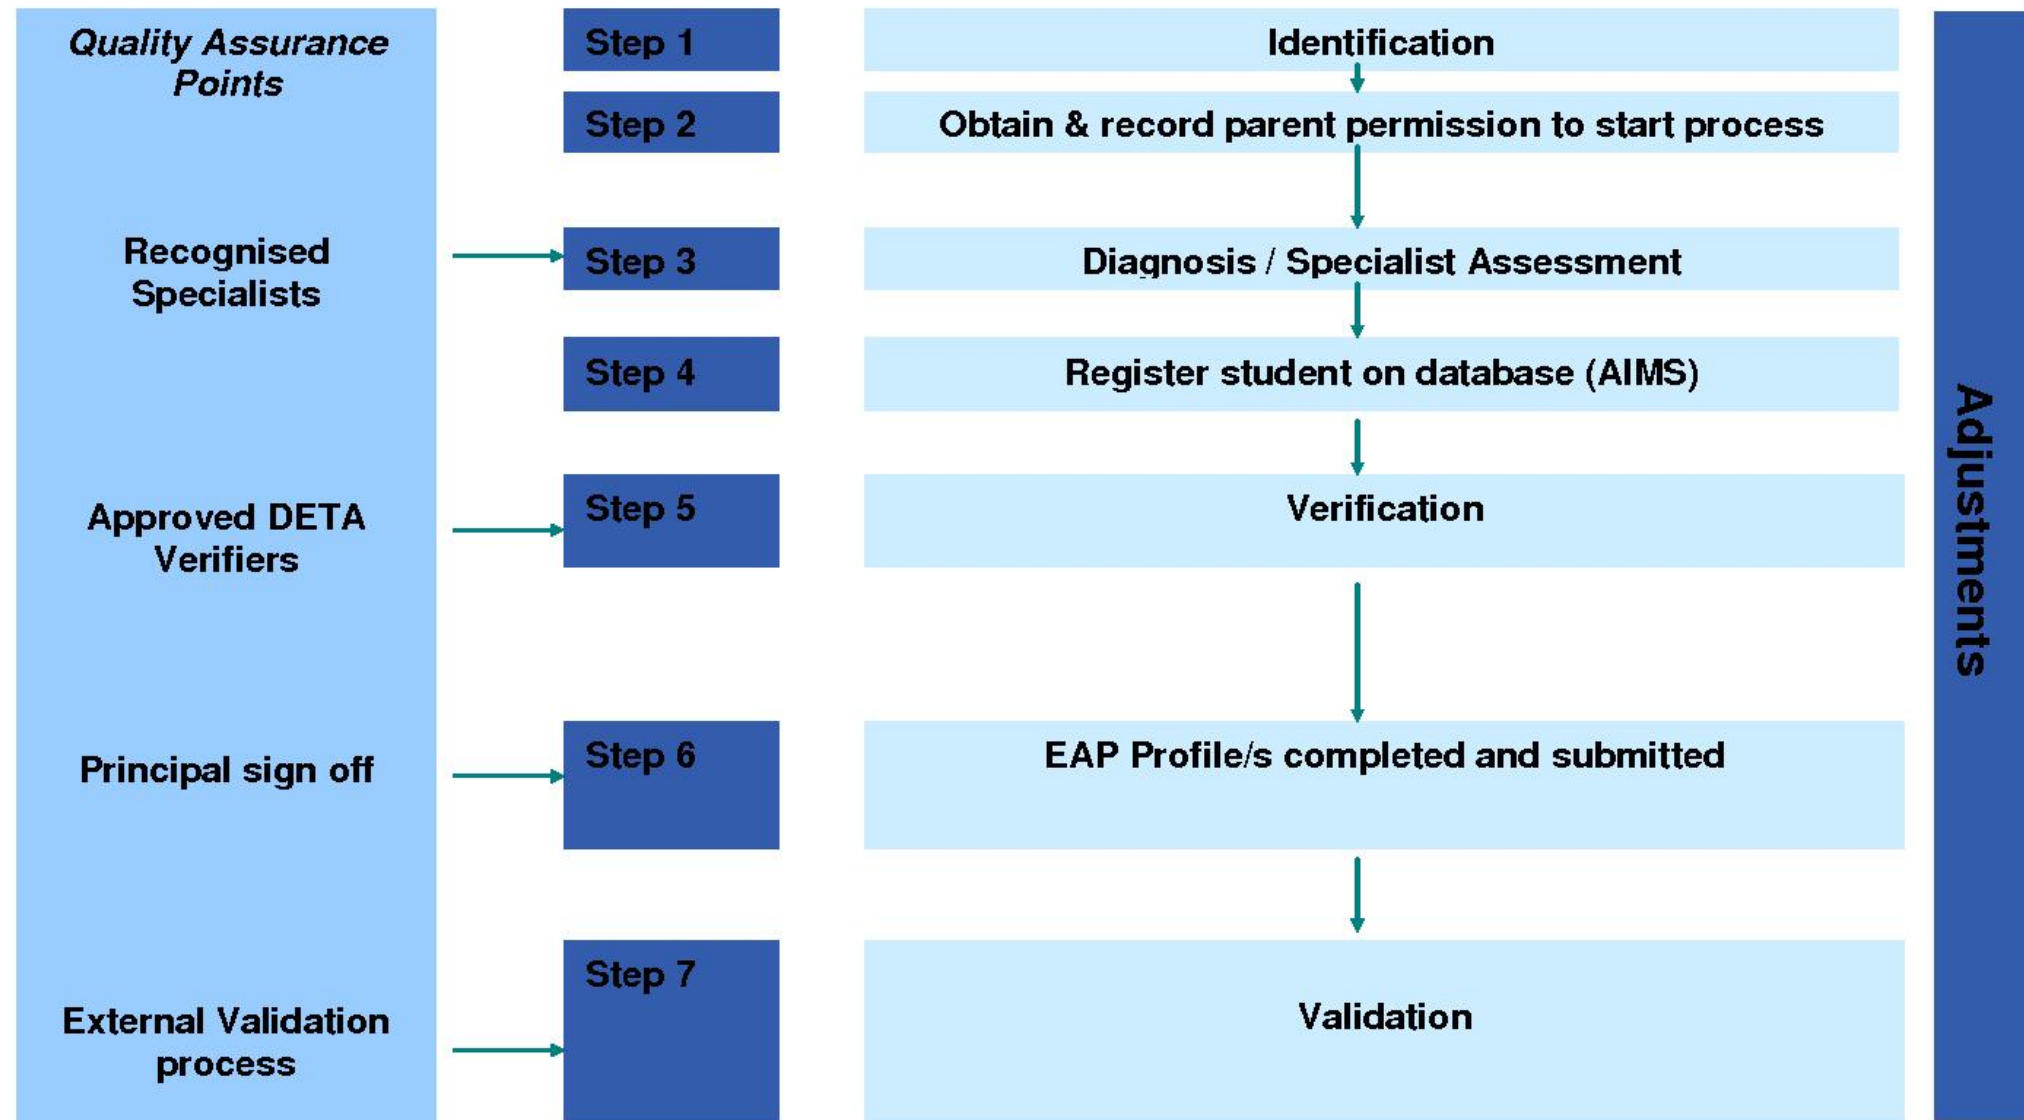 Quality Assurance
Points
Step 1
Identification
Step 2
Obtain & record parent permission to start process
Recognised
Specialists
Step 3
Diagnosis / Specialist Assessment
Step 4
Register student on database (AIMS)
Approved DETA
Verifiers
Step 5
Verification
Principal sign off
Step 6
EAP Profile/s completed and submitted
External Validation
process
Step 7
Validation
Adjustments